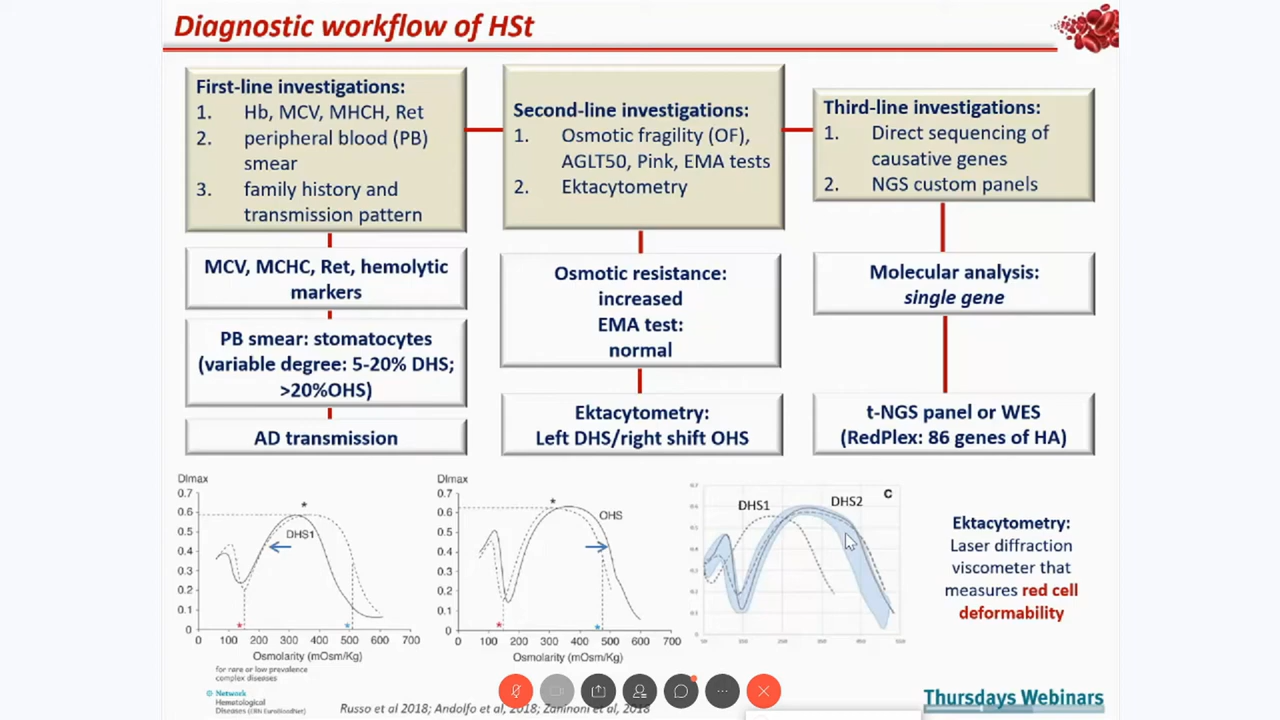 Diagnostic workflow of HSt
First-line investigations:
1. Hb, MCV, MHCH, Ret
2. peripheral blood (PB)
smear
3. family history and
transmission pattern
Second-line investigations:
1. Osmotic fragility (OF),
AGLT50, Pink, EMA tests
2. Ektacytometry
Third-line investigations:
1. Direct sequencing of
causative genes
2. NGS custom panels
MCV, MCHC, Ret, hemolytic
markers
PB smear: stomatocytes
(variable degree: 5-20% DHS;
>20%OHS)
AD transmission
Osmotic resistance:
increased
EMA test:
normal
Ektacytometry:
Left DHS/right shift OHS
Molecular analysis:
single gene
t-NGS panel or WES
(RedPlex: 86 genes of HA)
DImax
0.7
0.6
0.5
0.4
0.3
0.2
0.1
0
*
DHS1
0 100 200 300 400 500 600 700
Osmolarity (mOsm/Kg)
DImax
0.7
0.6
0.5
0.4
0.3
0.2
0.1
0
*
OHS
0 100 200 300 400 500 600 700
Osmolarity (mOsm/Kg)
C
DHS1
DHS2
Ektacytometry:
Laser diffraction
viscometer that
measures red cell
deformability
for rare or low prevalence
complex diseases
Network
Hematological
Diseases (ERN EuroBloodNet)
Russo et al 2018; Andolfo et al, 2018; Zaninoni et al, 2018
Thursdays Webinars